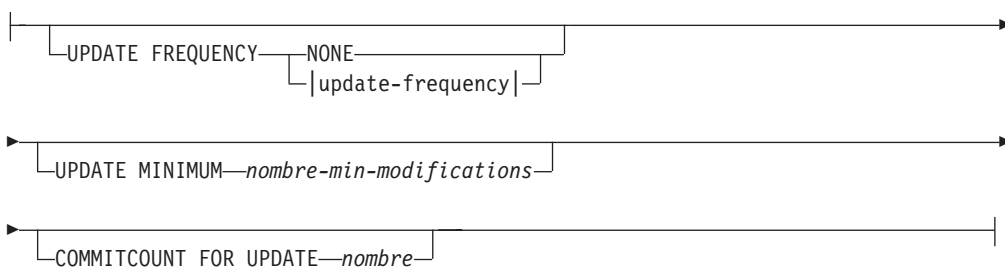 UPDATE FREQUENCY NONE
|update-frequency|
UPDATE MINIMUM nombre-min-modifications
COMMITCOUNT FOR UPDATE nombre